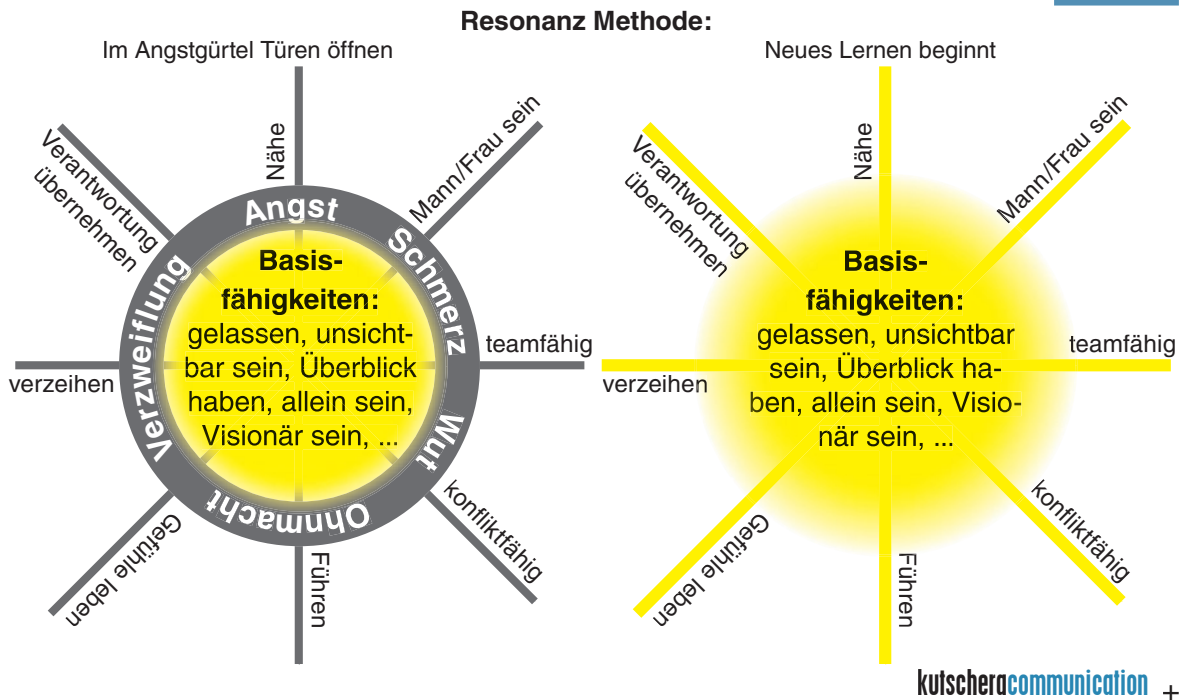 Resonanz Methode:
Im Angstgürtel Türen öffnen
Nähe
Mann/Frau sein
Verantwortung
übernehmen
Angst
Schmerz
Verzweiflung
Basis-
fähigkeiten:
gelassen, unsicht-
bar sein, Überblick
haben, allein sein,
Visionär sein, ...
teamfähig
verzeihen
Wut
Ohnmacht
konfliktfähig
Gefühle leben
Führen
Neues Lernen beginnt
Nähe
Mann/Frau sein
Verantwortung
übernehmen
Basis-
fähigkeiten:
gelassen, unsichtbar
sein, Überblick ha-
ben, allein sein, Visio-
när sein, ...
teamfähig
verzeihen
konfliktfähig
Gefühle leben
Führen
kutscheracommunication +